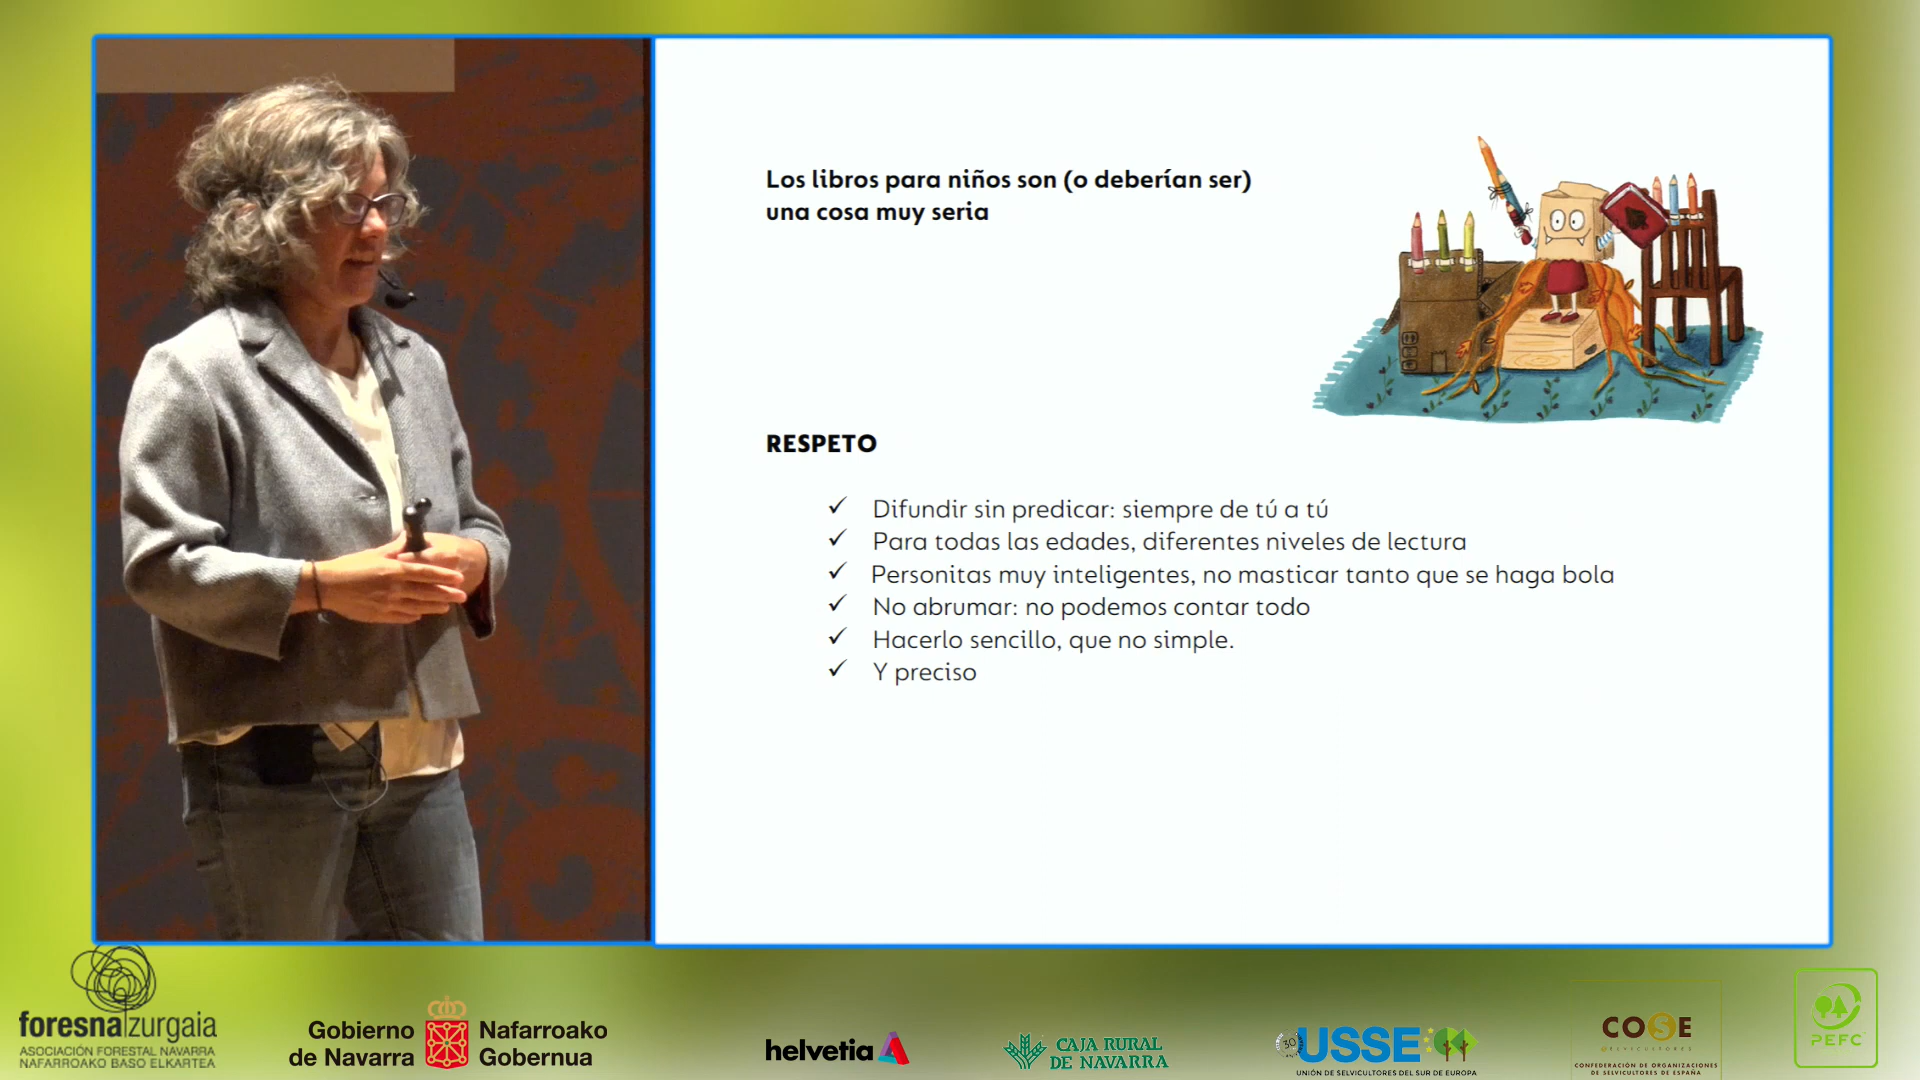 Los libros para niños son (o deberían ser)
una cosa muy seria
RESPETO
✓ Difundir sin predicar: siempre de tú a tú
✓ Para todas las edades, diferentes niveles de lectura
✓ Personitas muy inteligentes, no masticar tanto que se haga bola
✓ No abrumar: no podemos contar todo
✓ Hacerlo sencillo, que no simple.
✓ Y preciso
foresna|zurgaia
ASOCIACIÓN FORESTAL NAVARRA
NAFARROAKO BASO ELKARTEA
Gobierno
de Navarra
Nafarroako
Gobernua
helvetia
CAJA RURAL
DE NAVARRA
30
USSE
UNIÓN DE SELVICULTORES DEL SUR DE EUROPA
COSE
CONFEDERACIÓN DE ORGANIZACIONES
DE SELVICULTORES DE ESPAÑA
PEFC